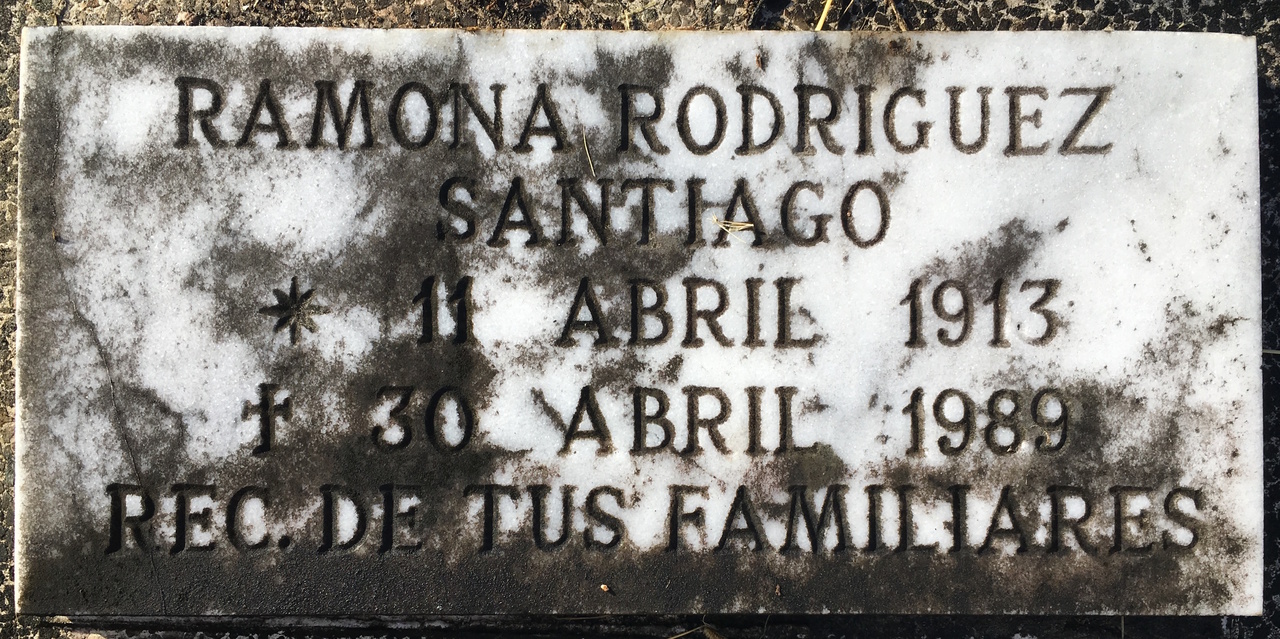 RAMONA RODRIGUEZ
SANTIAGO
* 11 ABRIL 1913
† 30 ABRIL 1989
REC. DE TUS FAMILIARES